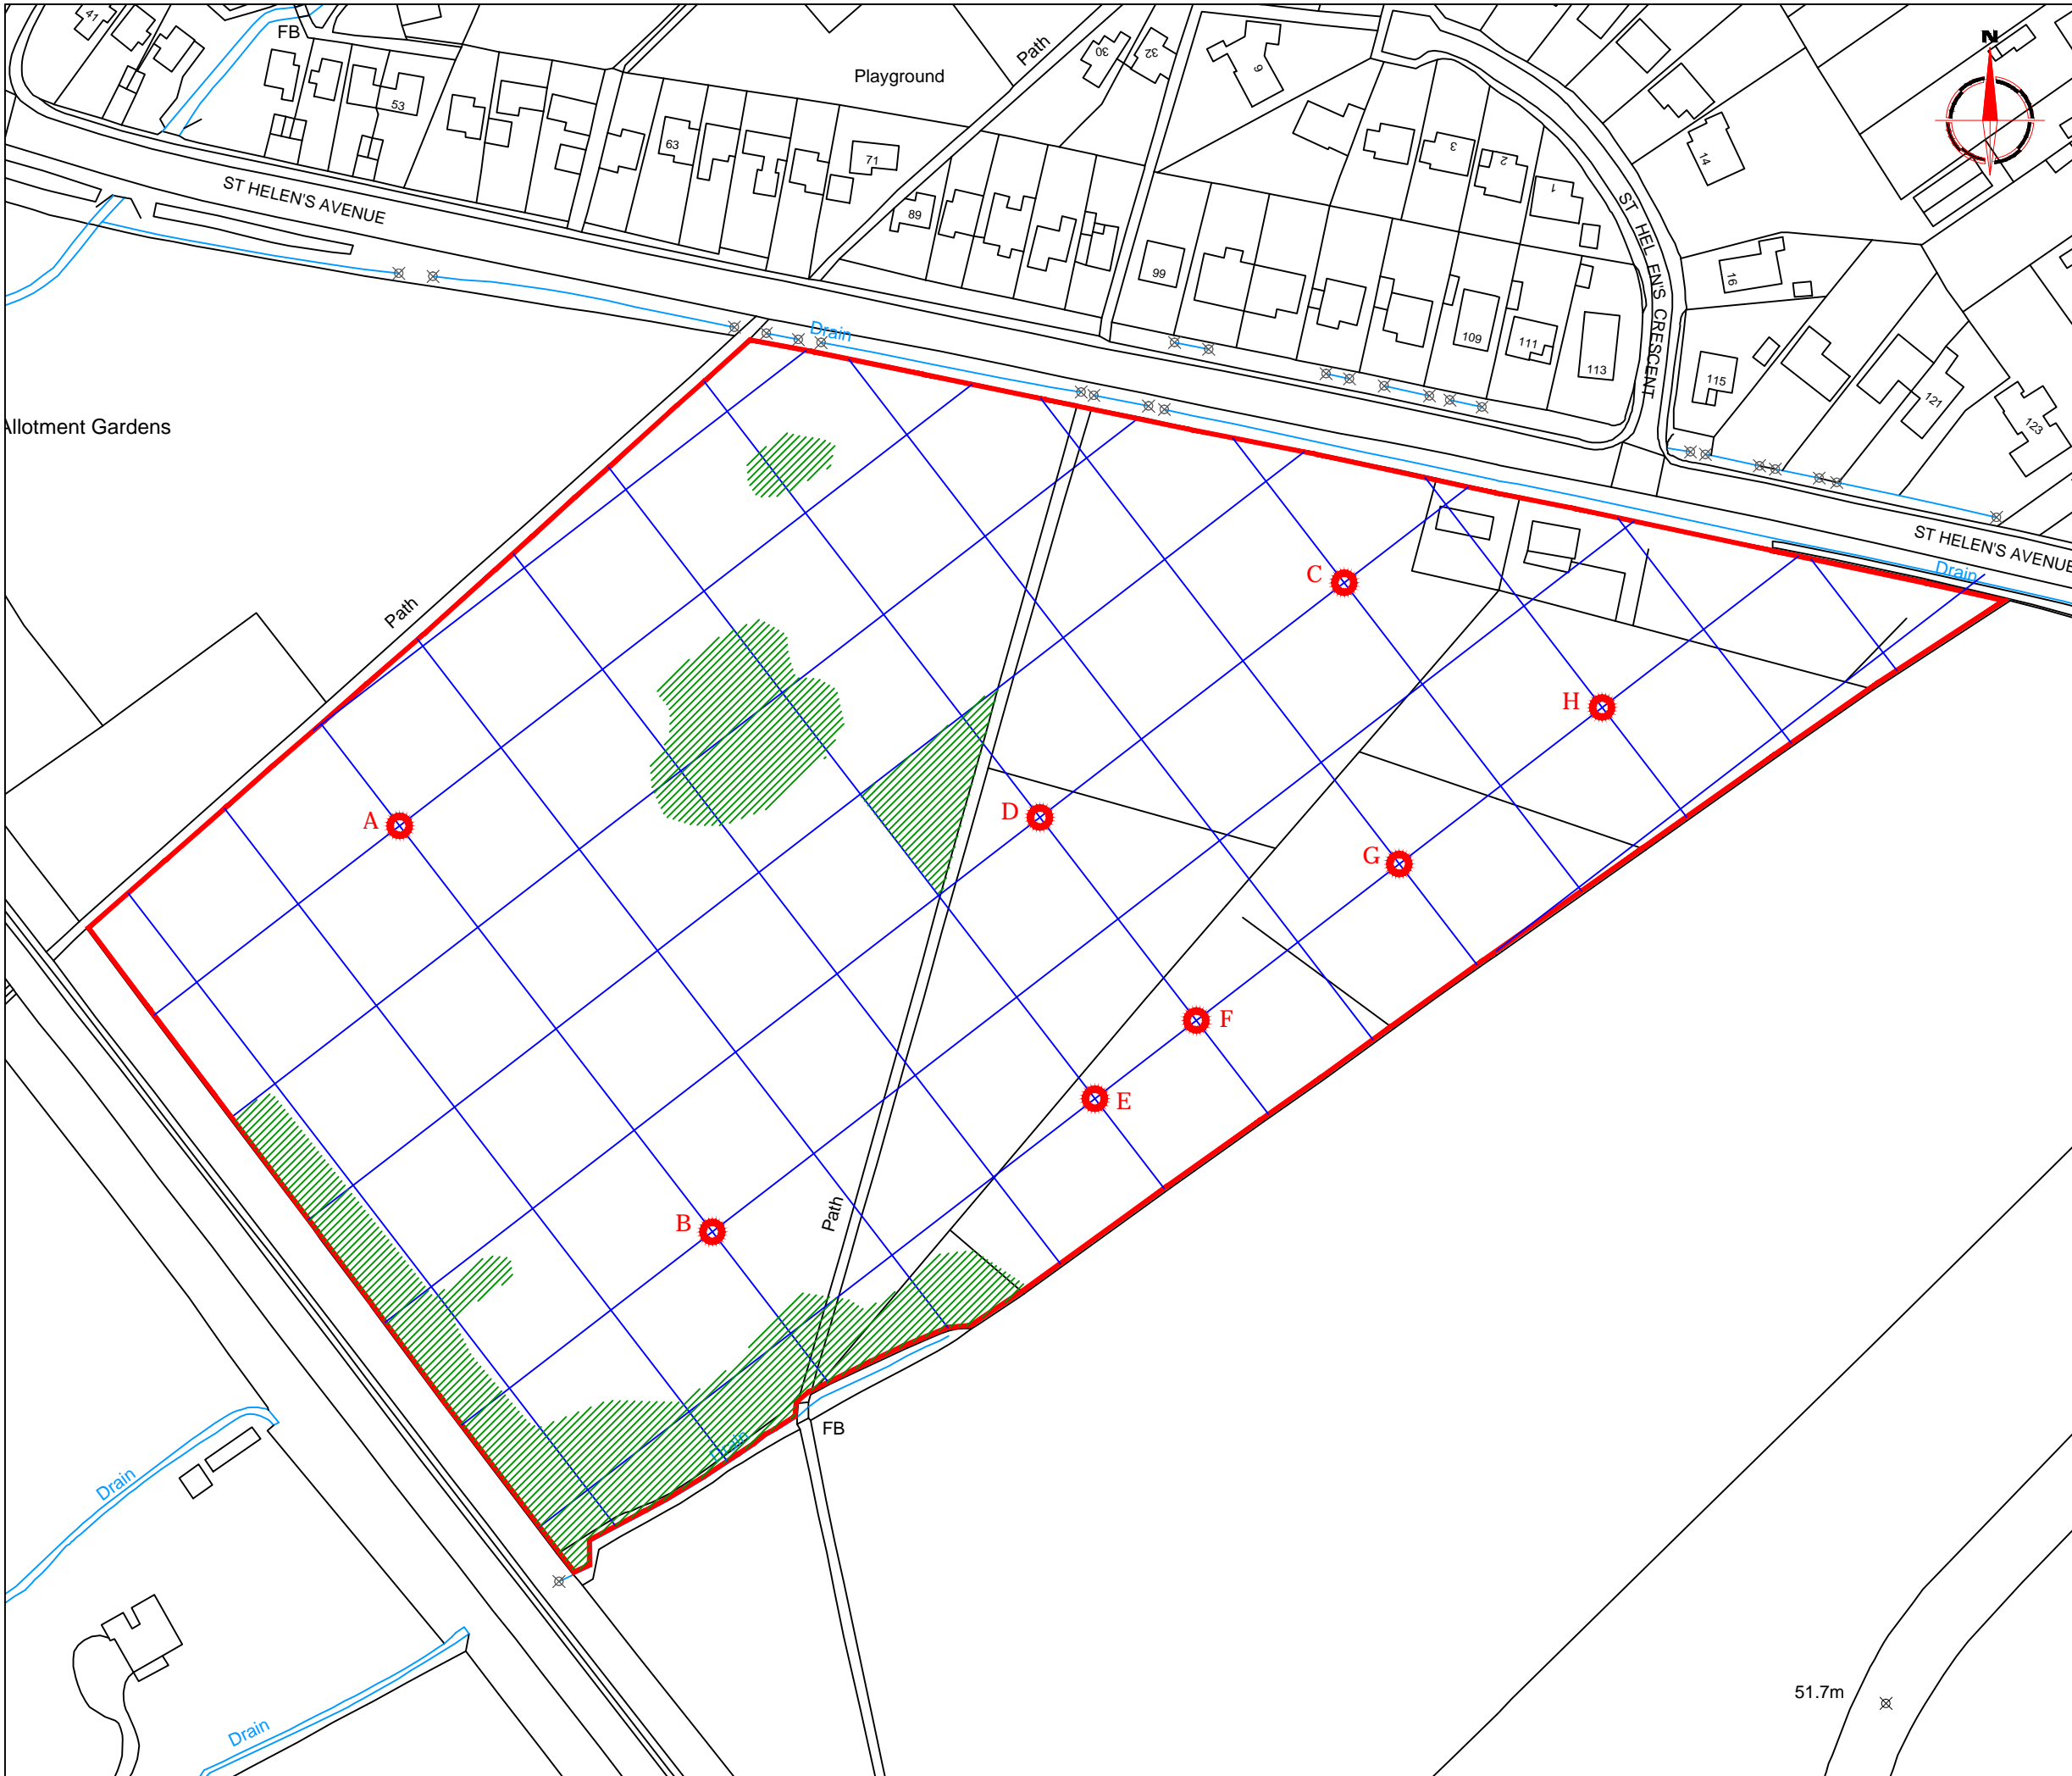 41
FB
53
Playground
Path
30
32
6
N
63
71
3
2
1
14
ST HELEN'S AVENUE
89
99
ST HELEN'S CRESCENT
16
Drain
109
111
113
115
121
123
Allotment Gardens
ST HELEN'S AVENUE
Drain
Path
C
H
A
D
G
F
E
B
Path
Drain
FB
Drain
51.7m
Drain